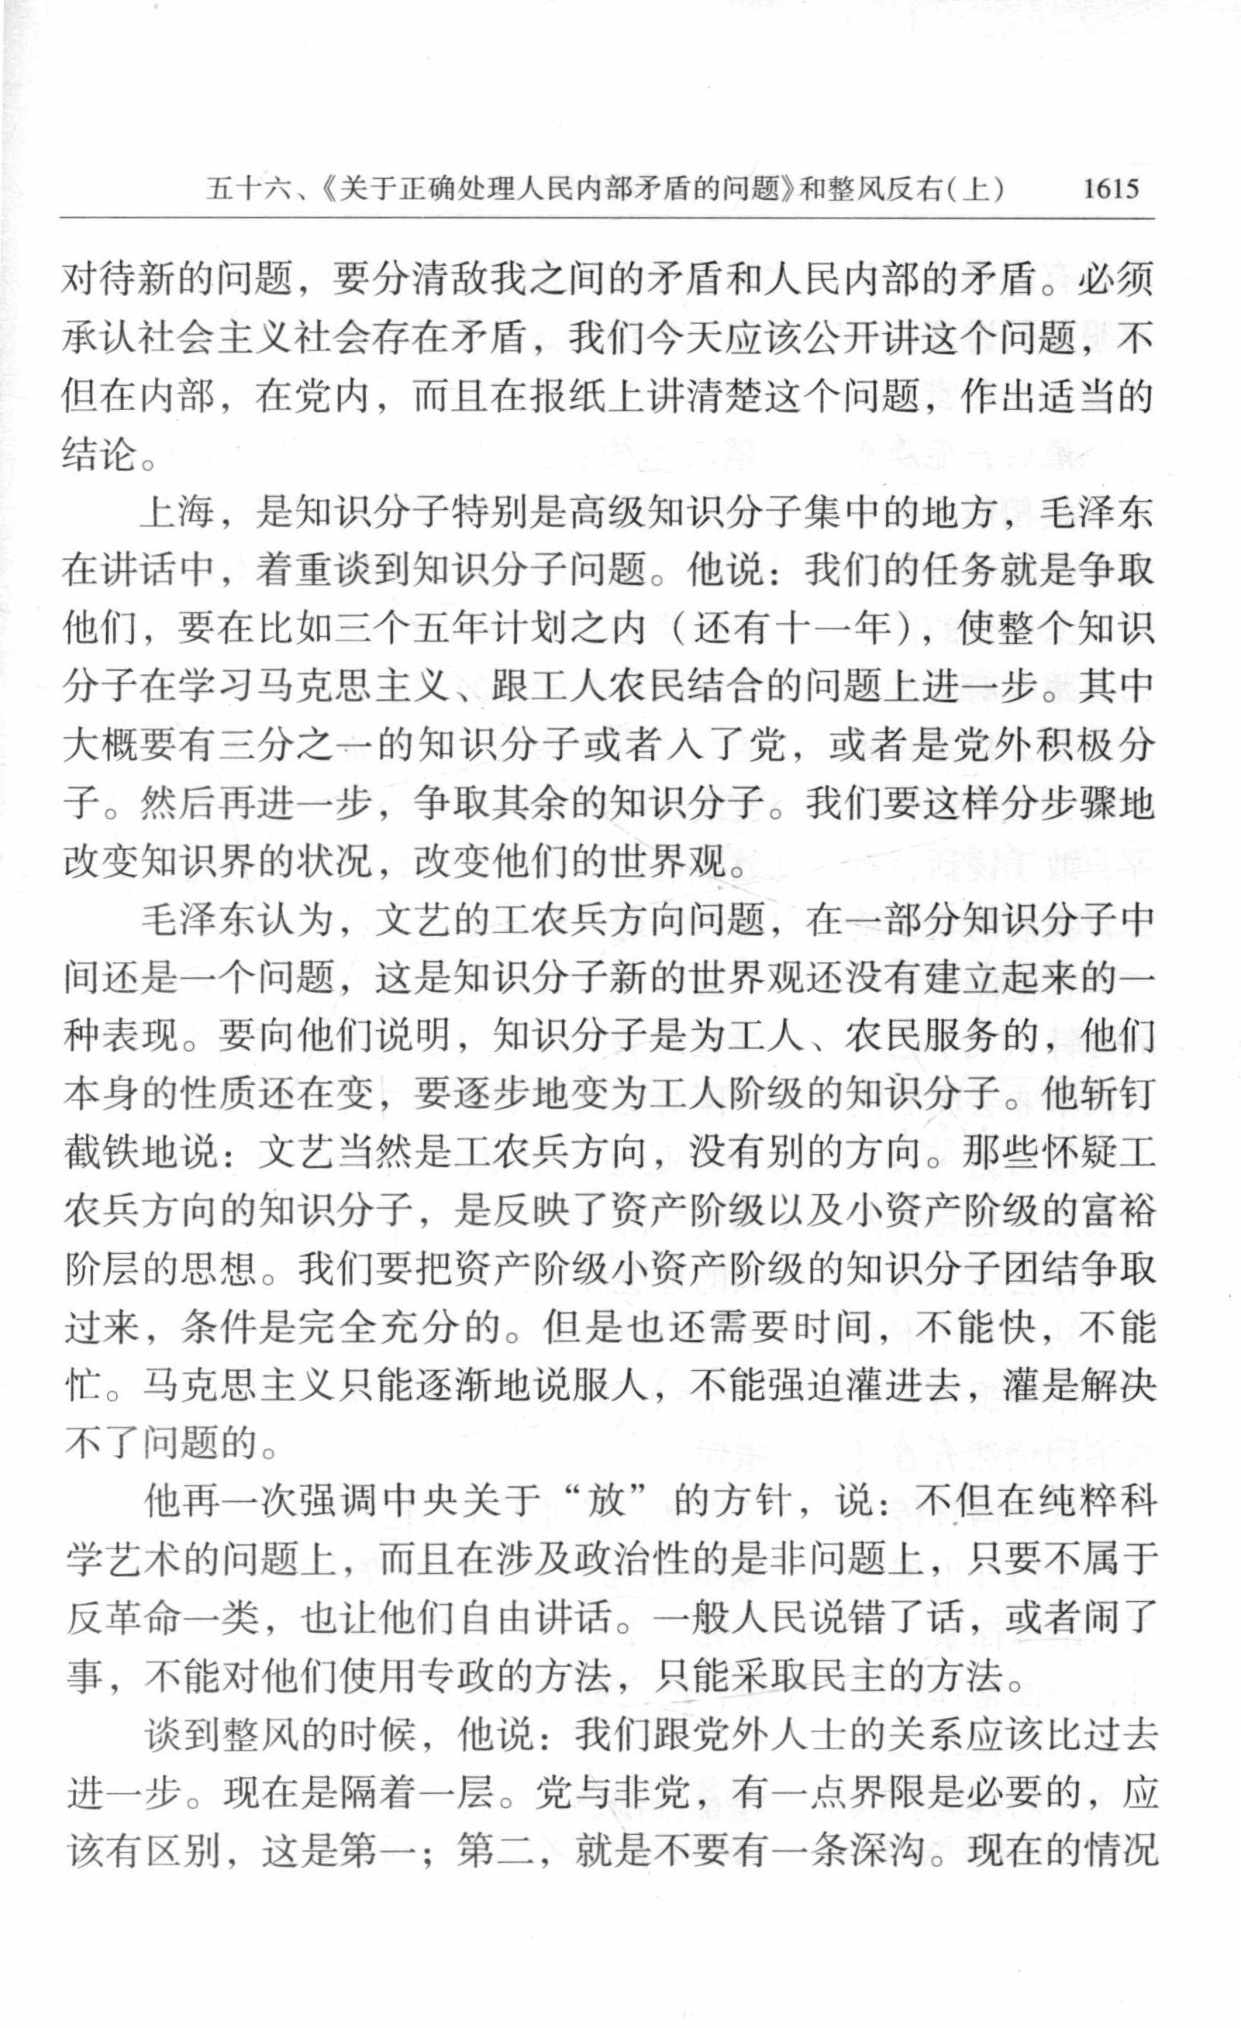 五十六、《关于正确处理人民内部矛盾的问题》和整风反右(上) 1615
对待新的问题，要分清敌我之间的矛盾和人民内部的矛盾。必须
承认社会主义社会存在矛盾，我们今天应该公开讲这个问题，不
但在内部，在党内，而且在报纸上讲清楚这个问题，作出适当的
结论。
上海，是知识分子特别是高级知识分子集中的地方，毛泽东
在讲话中，着重谈到知识分子问题。他说：我们的任务就是争取
他们，要在比如三个五年计划之内（还有十一年），使整个知识
分子在学习马克思主义、跟工人农民结合的问题上进一步。其中
大概要有三分之一的知识分子或者入了党，或者是党外积极分
子。然后再进一步，争取其余的知识分子。我们要这样分步骤地
改变知识界的状况，改变他们的世界观。
毛泽东认为，文艺的工农兵方向问题，在一部分知识分子中
间还是一个问题，这是知识分子新的世界观还没有建立起来的一
种表现。要向他们说明，知识分子是为工人、农民服务的，他们
本身的性质还在变，要逐步地变为工人阶级的知识分子。他斩钉
截铁地说：文艺当然是工农兵方向，没有别的方向。那些怀疑工
农兵方向的知识分子，是反映了资产阶级以及小资产阶级的富裕
阶层的思想。我们要把资产阶级小资产阶级的知识分子团结争取
过来，条件是完全充分的。但是也还需要时间，不能快，不能
忙。马克思主义只能逐渐地说服人，不能强迫灌进去，灌是解决
不了问题的。
他再一次强调中央关于“放”的方针，说：不但在纯粹科
学艺术的问题上，而且在涉及政治性的是非问题上，只要不属于
反革命一类，也让他们自由讲话。一般人民说错了话，或者闹了
事，不能对他们使用专政的方法，只能采取民主的方法。
谈到整风的时候，他说：我们跟党外人士的关系应该比过去
进一步。现在是隔着一层。党与非党，有一点界限是必要的，应
该有区别，这是第一；第二，就是不要有一条深沟。现在的情况